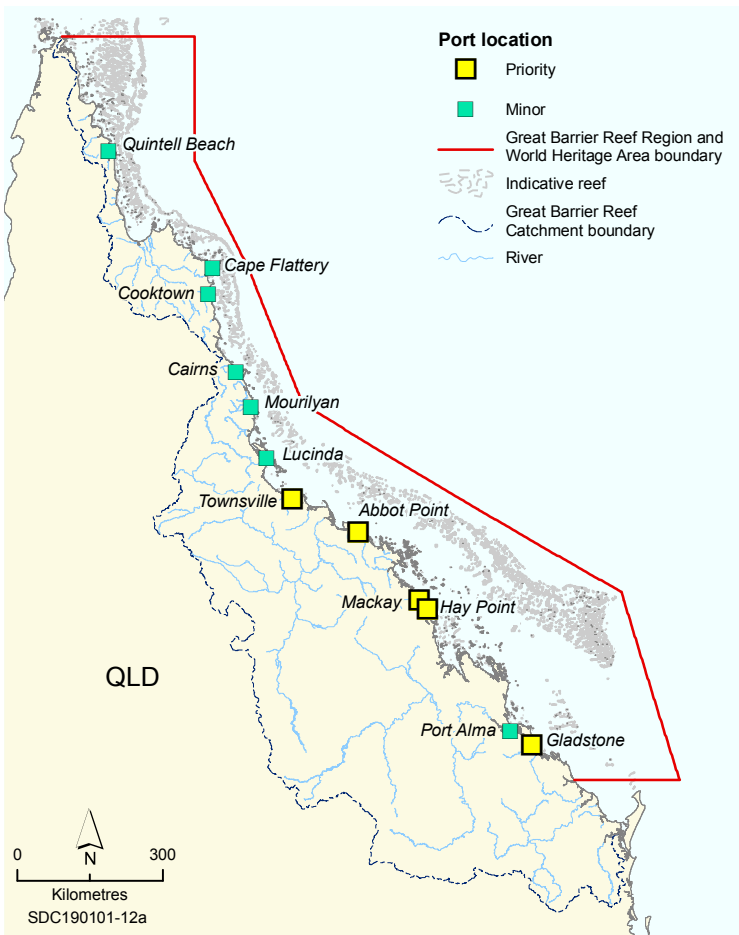 Port location
Priority
Minor
Great Barrier Reef Region and
World Heritage Area boundary
Indicative reef
Great Barrier Reef
Catchment boundary
River
Quintell Beach
Cape Flattery
Cooktown
Cairns
Mourilyan
Lucinda
Townsville
Abbot Point
Mackay
Hay Point
QLD
Port Alma
Gladstone
N
0 300
Kilometres
SDC190101-12a